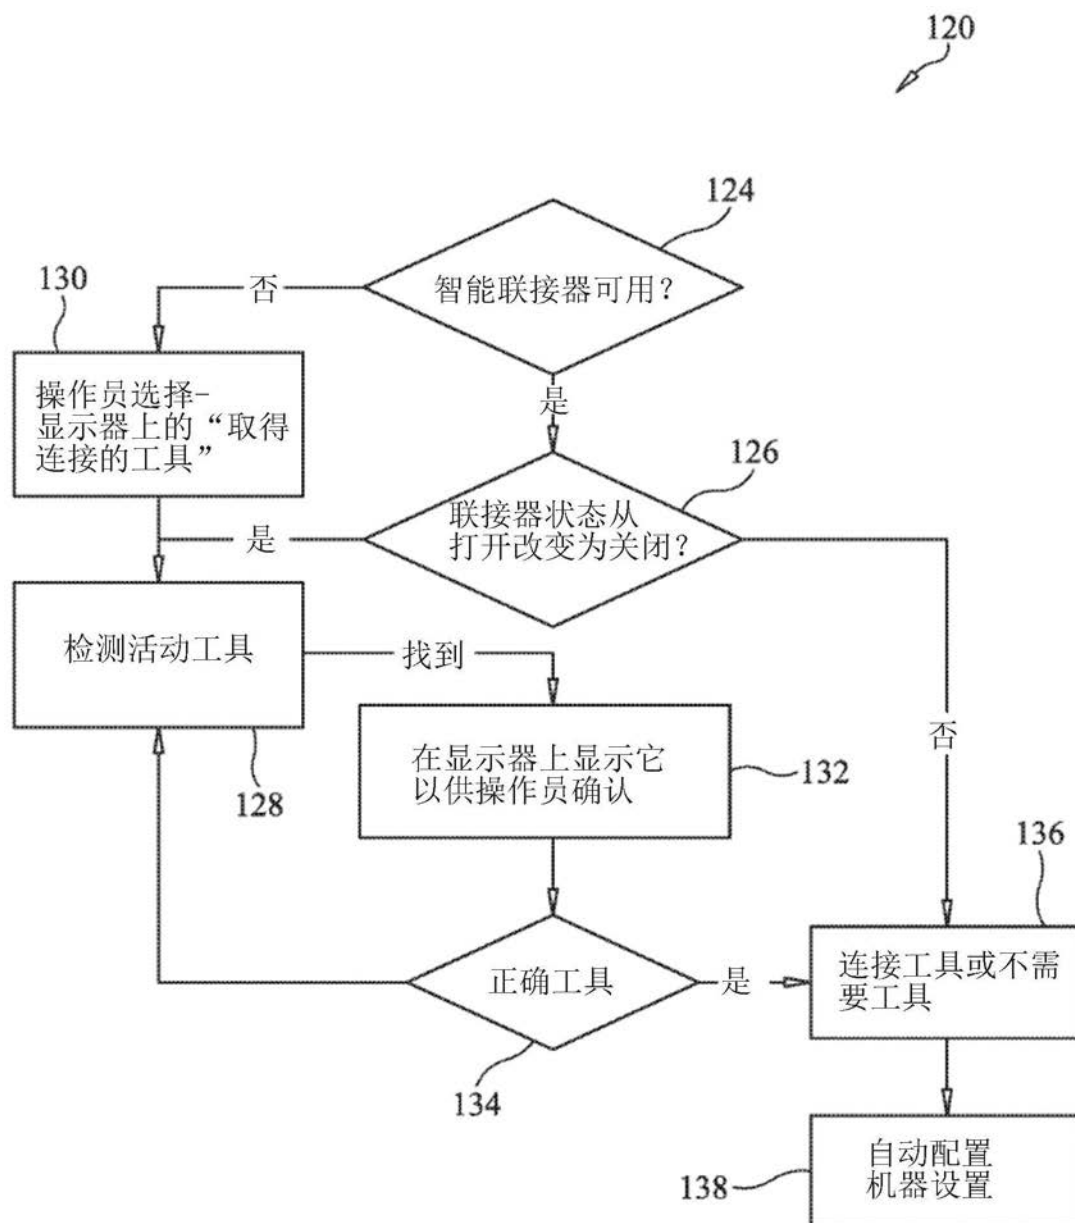 120
124
智能联接器可用？
否
130
操作员选择-
显示器上的“取得
连接的工具”
是
126
联接器状态从
打开改变为关闭？
是
检测活动工具
找到
128
否
在显示器上显示它
以供操作员确认
132
136
正确工具
是
连接工具或不需
要工具
134
自动配置
机器设置
138